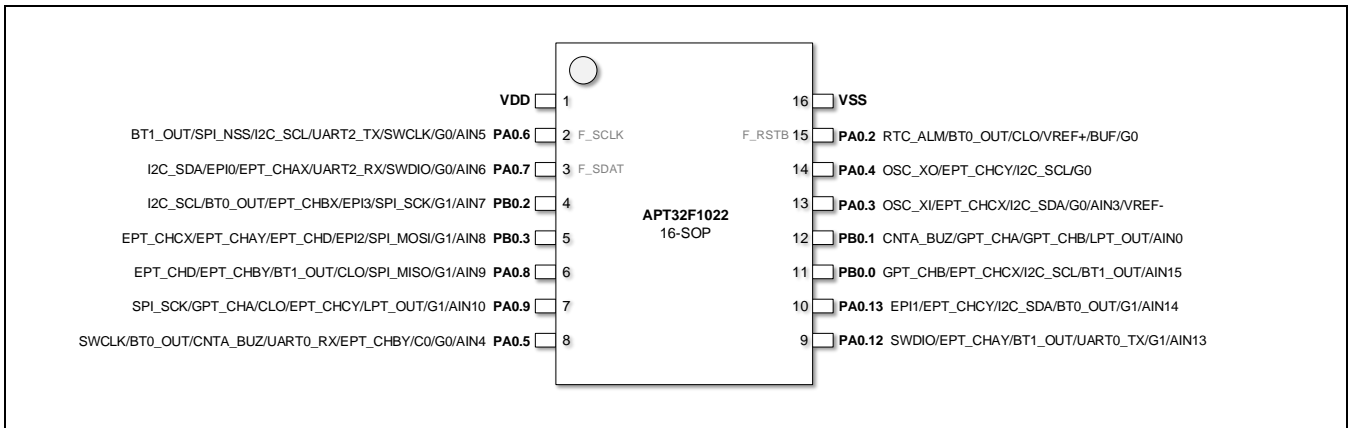 VDD 1 16 VSS
BT1_OUT/SPI_NSS/I2C_SCL/UART2_TX/SWCLK/G0/AIN5 PA0.6 2 F_SCLK F_RSTB 15 PA0.2 RTC_ALM/BT0_OUT/CLO/VREF+/BUF/G0
I2C_SDA/EPI0/EPT_CHAX/UART2_RX/SWDIO/G0/AIN6 PA0.7 3 F_SDAT 14 PA0.4 OSC_XO/EPT_CHCY/I2C_SCL/G0
I2C_SCL/BT0_OUT/EPT_CHBX/EPI3/SPI_SCK/G1/AIN7 PB0.2 4 13 PA0.3 OSC_XI/EPT_CHCX/I2C_SDA/G0/AIN3/VREF-
APT32F1022
16-SOP
EPT_CHCX/EPT_CHAY/EPT_CHD/EPI2/SPI_MOSI/G1/AIN8 PB0.3 5 12 PB0.1 CNTA_BUZ/GPT_CHA/GPT_CHB/LPT_OUT/AIN0
EPT_CHD/EPT_CHBY/BT1_OUT/CLO/SPI_MISO/G1/AIN9 PA0.8 6 11 PB0.0 GPT_CHB/EPT_CHCX/I2C_SCL/BT1_OUT/AIN15
SPI_SCK/GPT_CHA/CLO/EPT_CHCY/LPT_OUT/G1/AIN10 PA0.9 7 10 PA0.13 EPI1/EPT_CHCY/I2C_SDA/BT0_OUT/G1/AIN14
SWCLK/BT0_OUT/CNTA_BUZ/UART0_RX/EPT_CHBY/C0/G0/AIN4 PA0.5 8 9 PA0.12 SWDIO/EPT_CHAY/BT1_OUT/UART0_TX/G1/AIN13